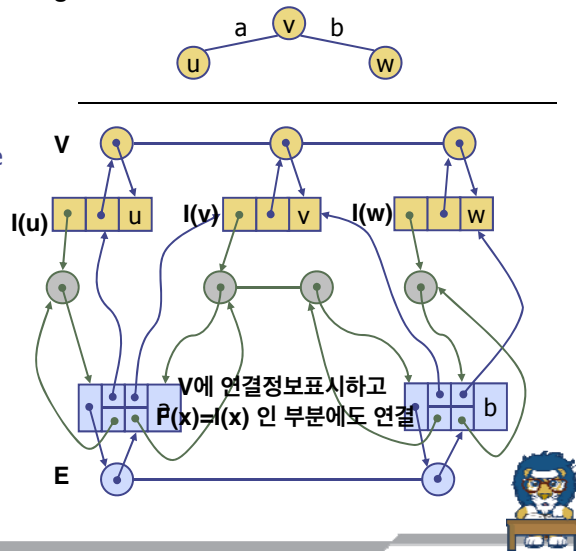 a v b
u w
V
e
I(u) u I(v) v I(w) w
a b
V에 연결정보표시하고
P(x)=I(x) 인 부분에도 연결
E